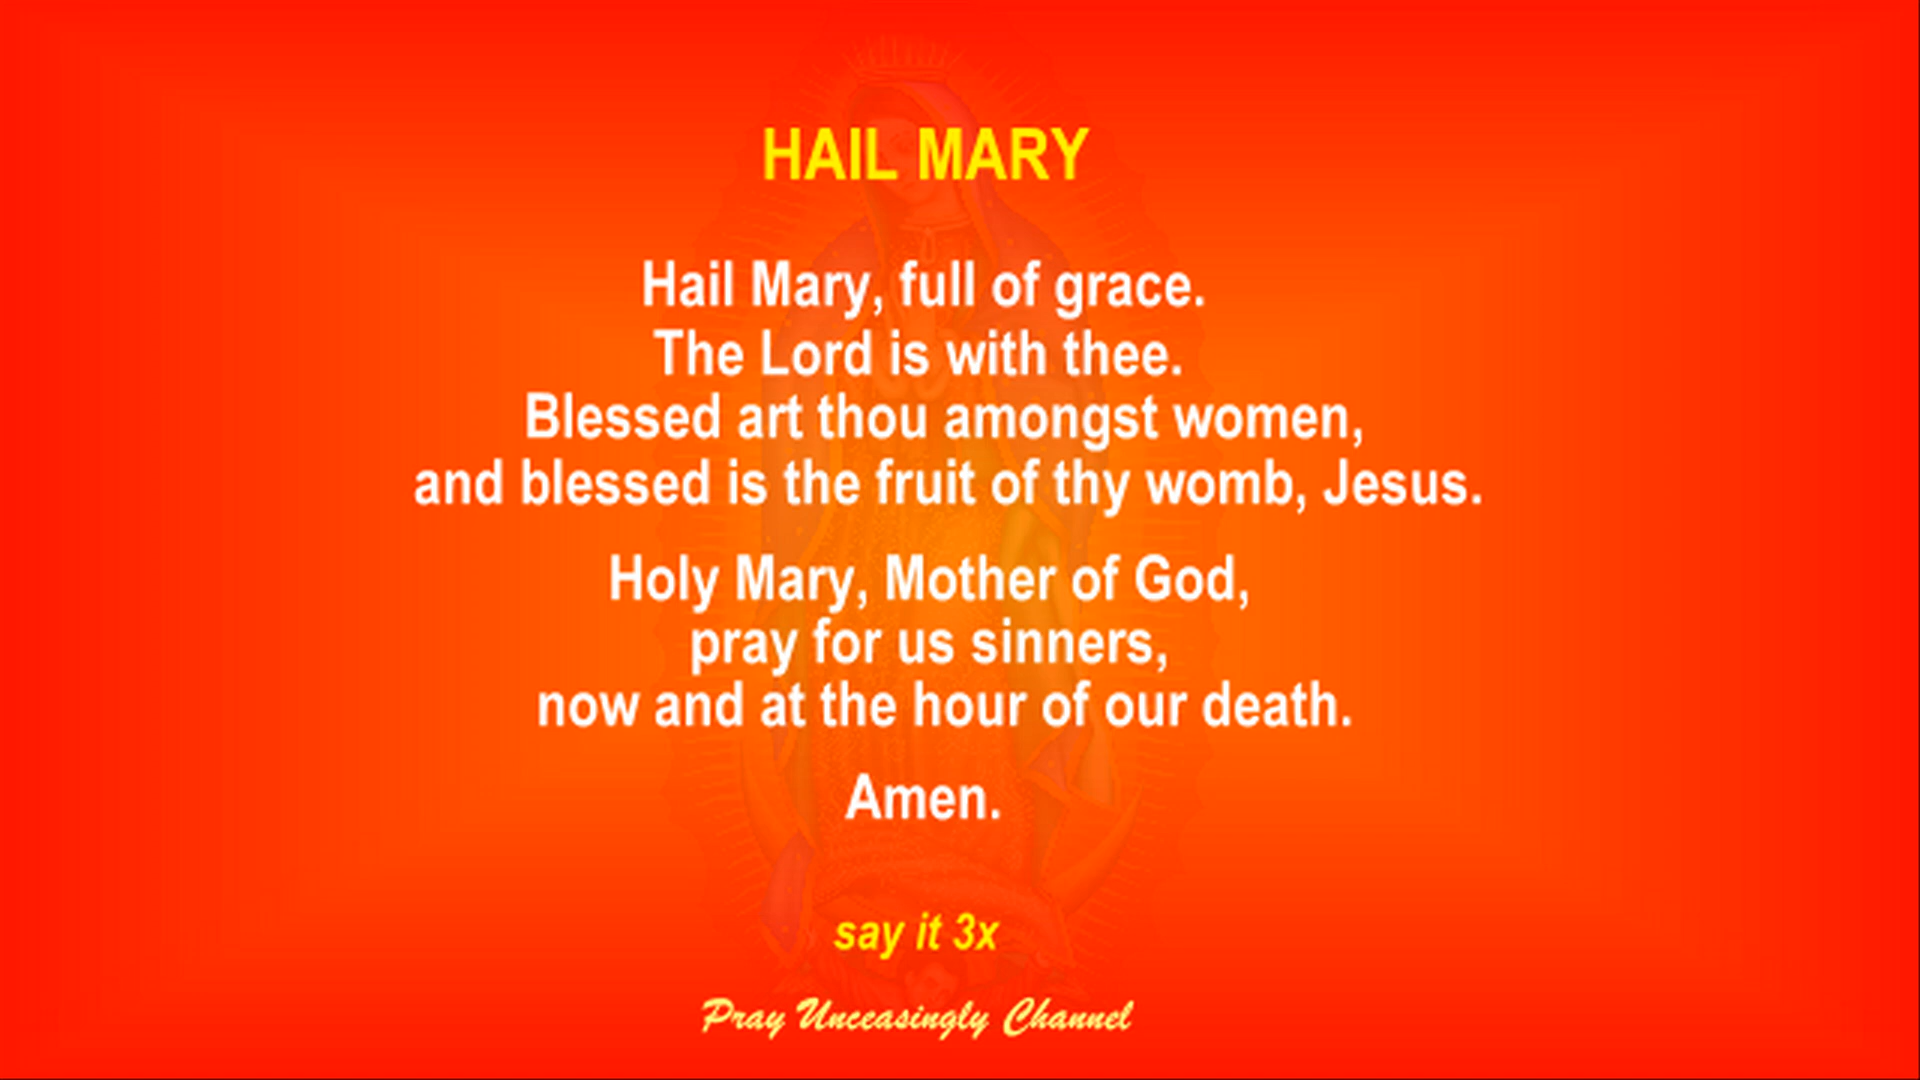 HAIL MARY
Hail Mary, full of grace.
The Lord is with thee.
Blessed art thou amongst women,
and blessed is the fruit of thy womb, Jesus.
Holy Mary, Mother of God,
pray for us sinners,
now and at the hour of our death.
Amen.
say it 3x
Pray Unceasingly Channel